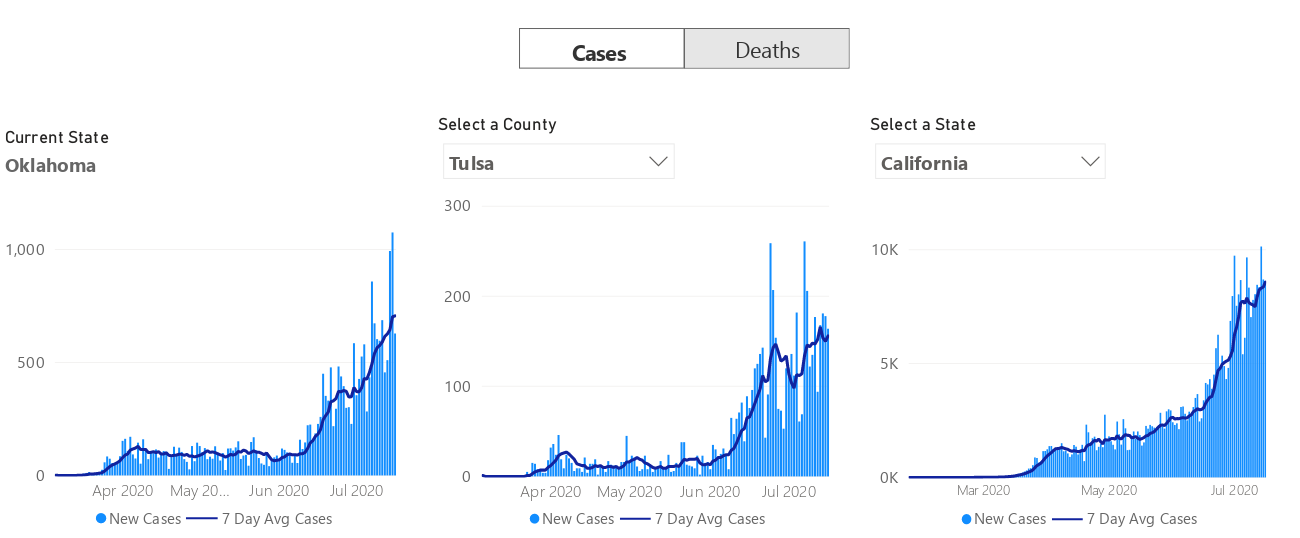 Cases Deaths
Current State
Oklahoma
1,000
500
0
Apr 2020 May 20... Jun 2020 Jul 2020
New Cases 7 Day Avg Cases
Select a County
Tulsa
300
200
100
0
Apr 2020 May 2020 Jun 2020 Jul 2020
New Cases 7 Day Avg Cases
Select a State
California
10K
5K
0K
Mar 2020 May 2020 Jul 2020
New Cases 7 Day Avg Cases